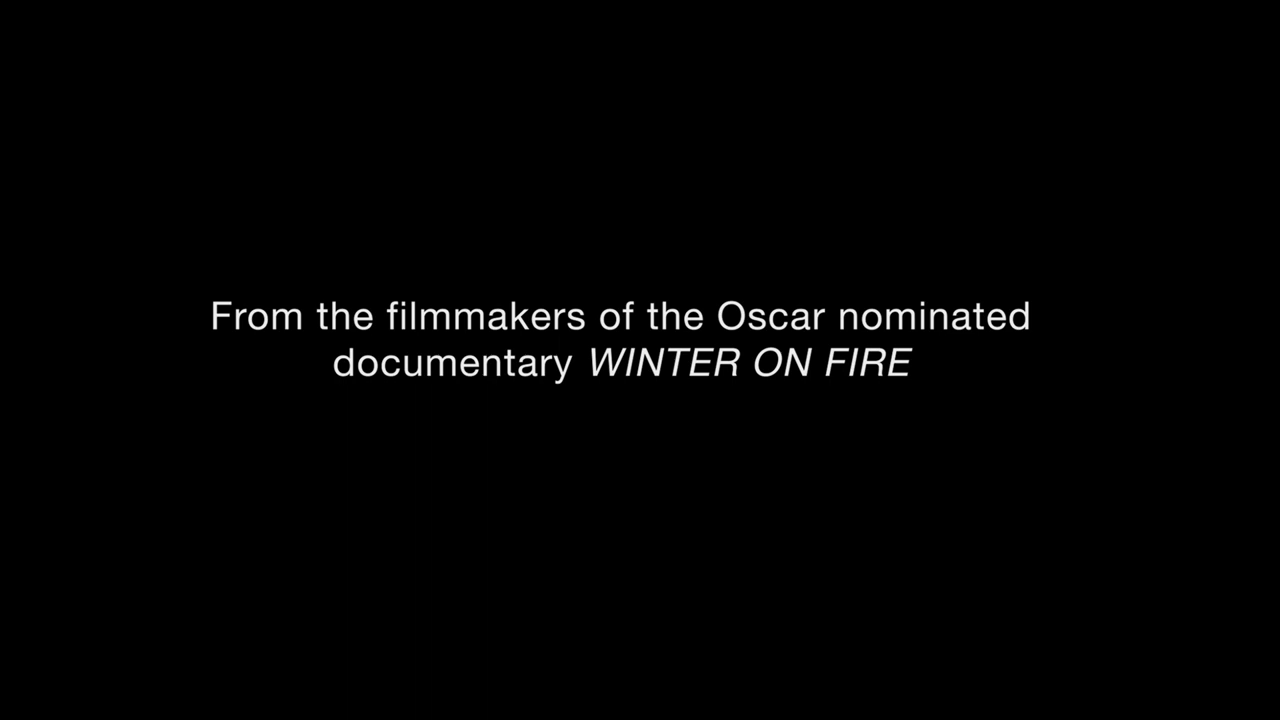 From the filmmakers of the Oscar nominated
documentary WINTER ON FIRE